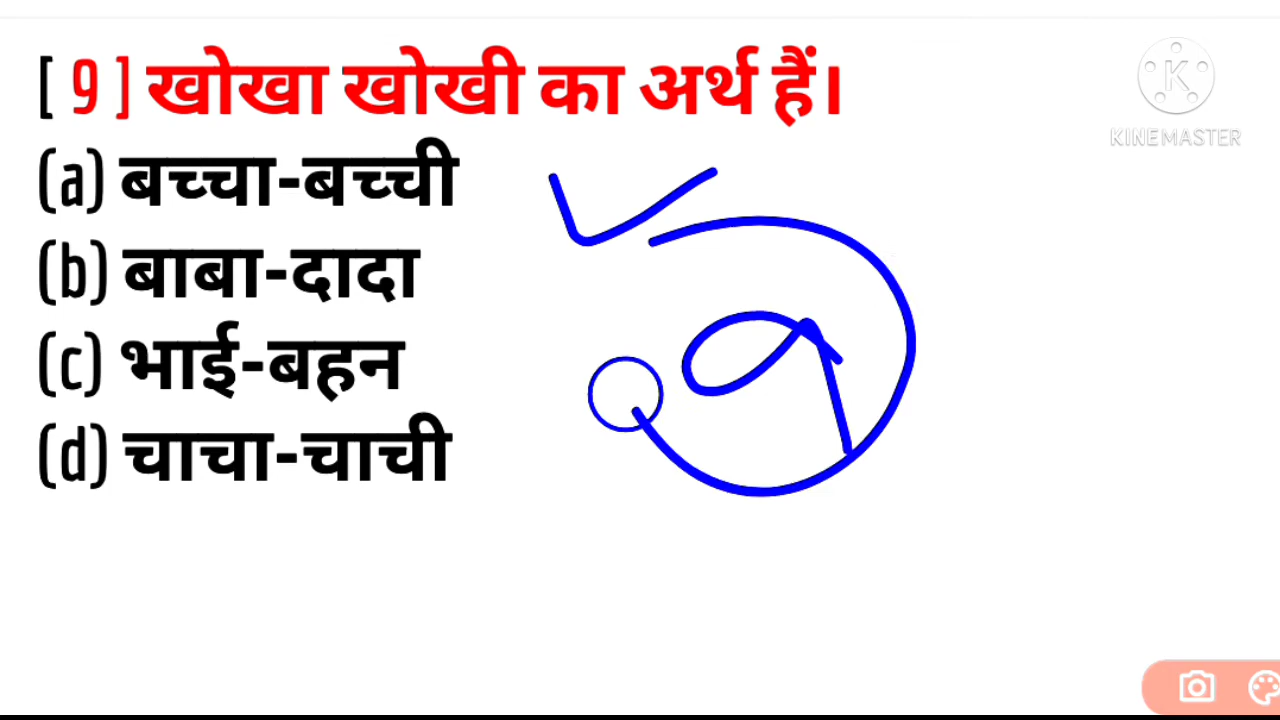 [ 9 ] खोखा खोखी का अर्थ हैं।
(a) बच्चा-बच्ची
(b) बाबा-दादा
(c) भाई-बहन
(d) चाचा-चाची
a
K
KINEMASTER